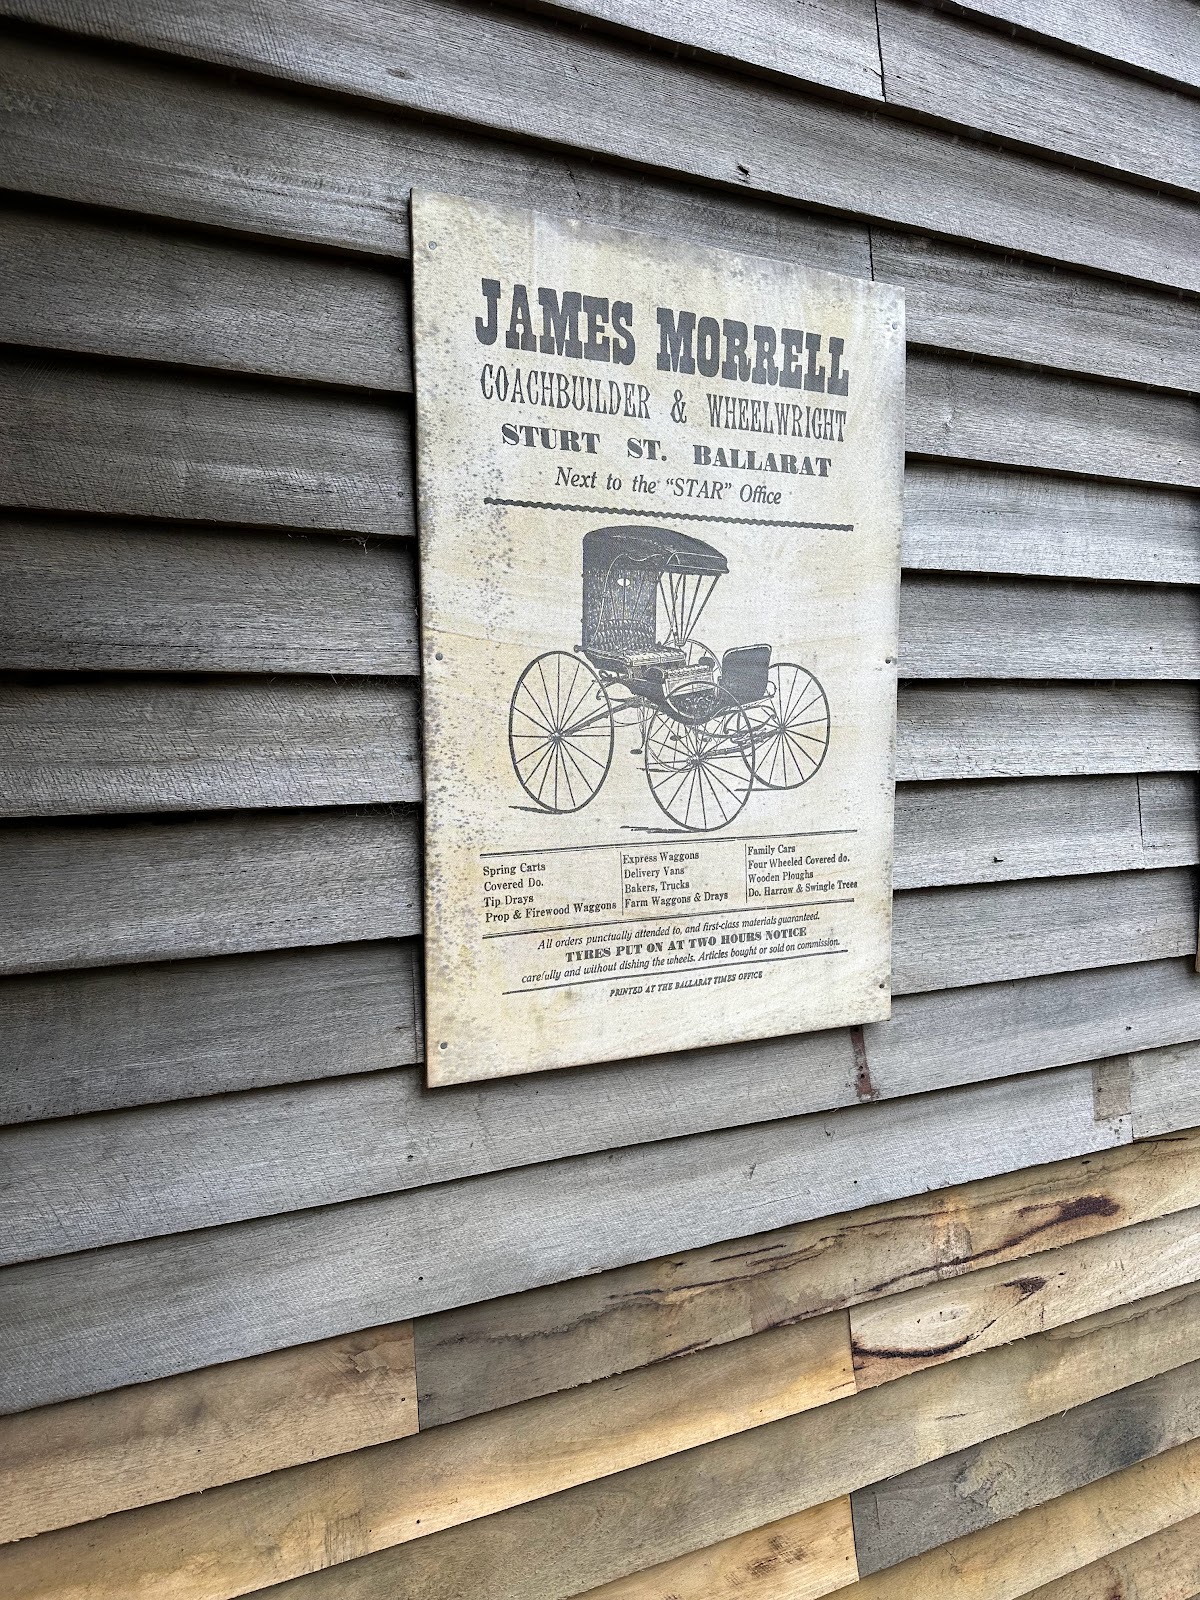 JAMES MORRELL
COACHBUILDER & WHEELWRIGHT
STURT ST. BALLARAT
Next to the "STAR" Office
Spring Carts
Covered Do.
Tip Drays
Prop & Firewood Waggons
Express Waggons
Delivery Vans
Bakers, Trucks
Farm Waggons & Drays
Family Cars
Four Wheeled Covered do.
Wooden Ploughs
Do. Harrow & Swingle Trees
All orders punctually attended to, and first-class materials guaranteed.
TYRES PUT ON AT TWO HOURS NOTICE
carefully and without dishing the wheels. Articles bought or sold on commission.
PRINTED AT THE BALLARAT TIMES OFFICE